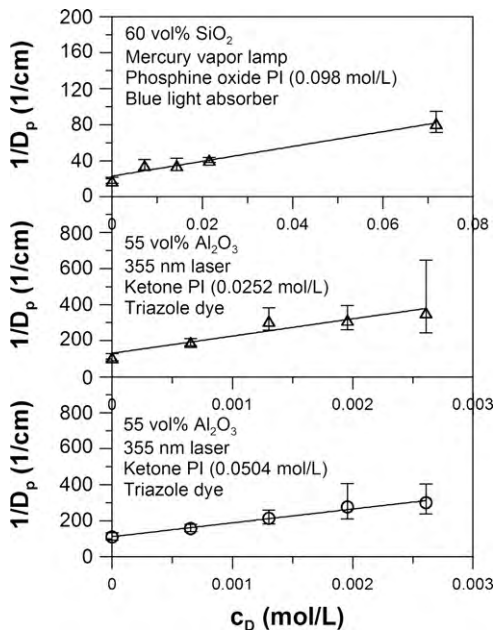 200
160
120
80
40
0
1/Dp (1/cm)
60 vol% SiO2
Mercury vapor lamp
Phosphine oxide PI (0.098 mol/L)
Blue light absorber
0 0.02 0.04 0.06 0.08
800
600
400
200
0
1/Dp (1/cm)
55 vol% Al2O3
355 nm laser
Ketone PI (0.0252 mol/L)
Triazole dye
0 0.001 0.002 0.003
800
600
400
200
0
1/Dp (1/cm)
55 vol% Al2O3
355 nm laser
Ketone PI (0.0504 mol/L)
Triazole dye
0 0.001 0.002 0.003
cD (mol/L)